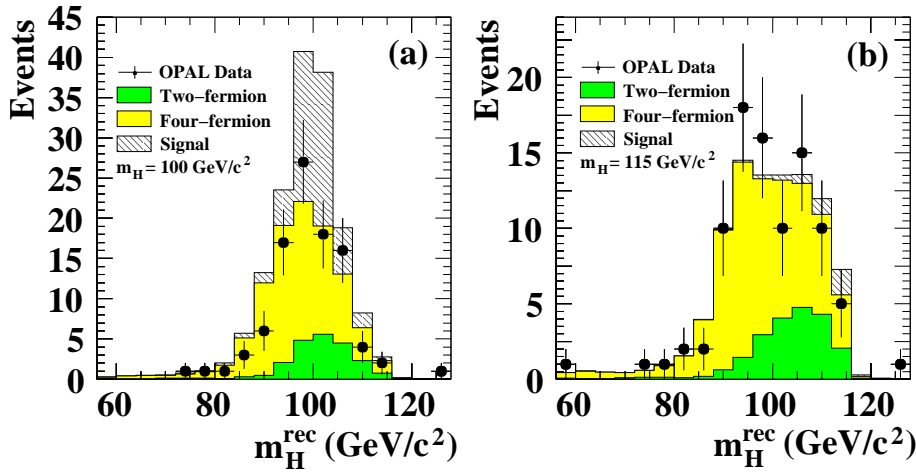 Events
45
40
35
30
25
20
15
10
5
0
(a)
OPAL Data
Two-fermion
Four-fermion
Signal
m_H = 100 GeV/c²
60 80 100 120
m_H^rec (GeV/c²)
Events
20
15
10
5
0
(b)
OPAL Data
Two-fermion
Four-fermion
Signal
m_H = 115 GeV/c²
60 80 100 120
m_H^rec (GeV/c²)